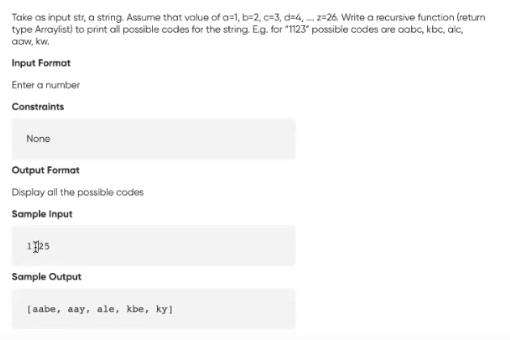 Take as input str, a string. Assume that value of a=1, b=2, c=3, d=4, .... z=26. Write a recursive function (return
type Arraylist) to print all possible codes for the string. E.g. for "1123" possible codes are aabc, kbc, alc,
aaw, kw.
Input Format
Enter a number
Constraints
None
Output Format
Display all the possible codes
Sample Input
1125
Sample Output
[aabe, aay, ale, kbe, ky]